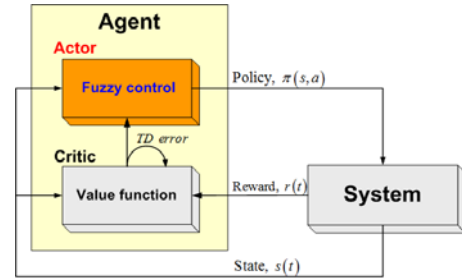 Agent
Actor
Fuzzy control
Policy, π(s,a)
TD error
Critic
Value function
Reward, r(t)
System
State, s(t)